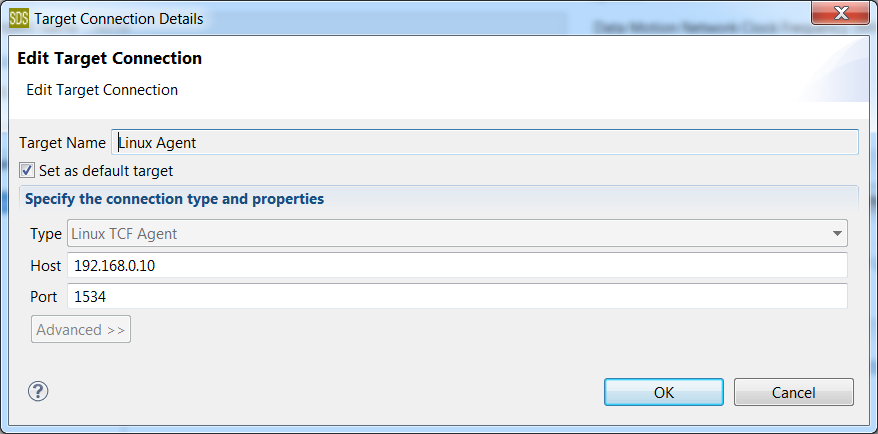 SDS Target Connection Details
Data Motion Network Clock Frequency
Edit Target Connection
Edit Target Connection
Target Name Linux Agent
Set as default target
Specify the connection type and properties
Type Linux TCF Agent
Host 192.168.0.10
Port 1534
Advanced >>
?
OK Cancel